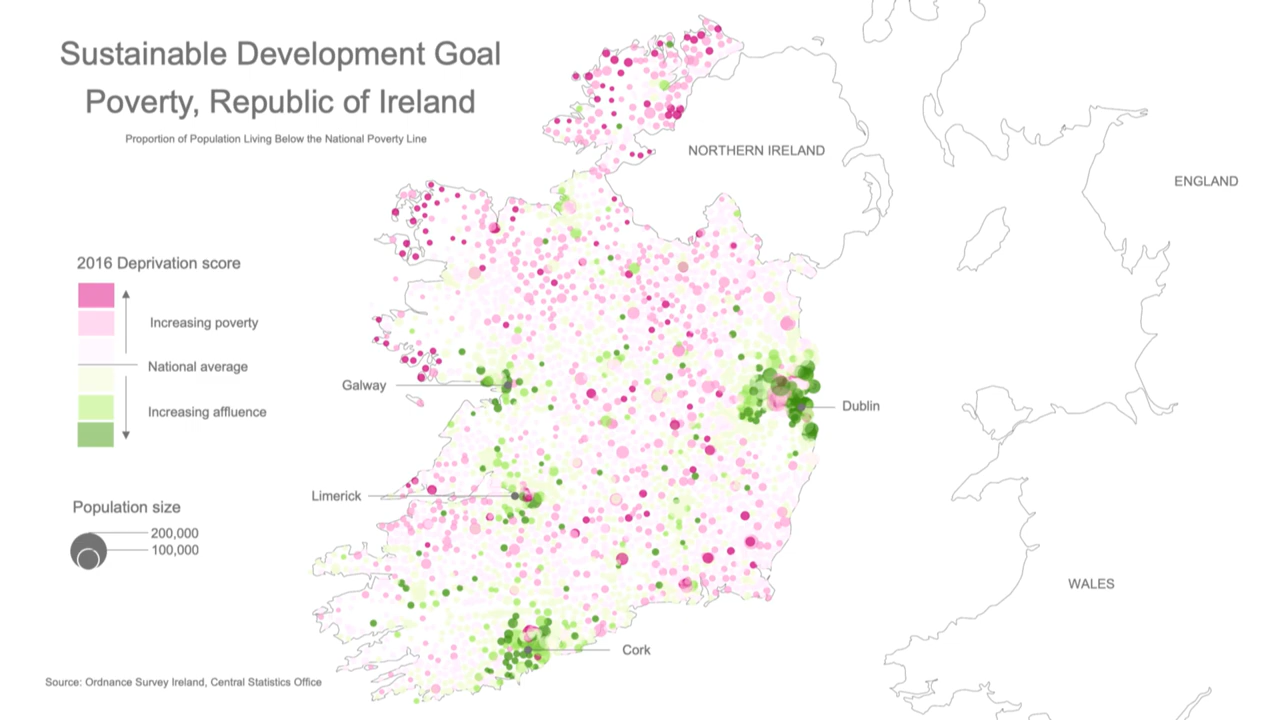 Sustainable Development Goal
Poverty, Republic of Ireland
Proportion of Population Living Below the National Poverty Line
NORTHERN IRELAND
ENGLAND
2016 Deprivation score
Increasing poverty
National average
Increasing affluence
Galway
Dublin
Limerick
Population size
200,000
100,000
WALES
Cork
Source: Ordnance Survey Ireland, Central Statistics Office